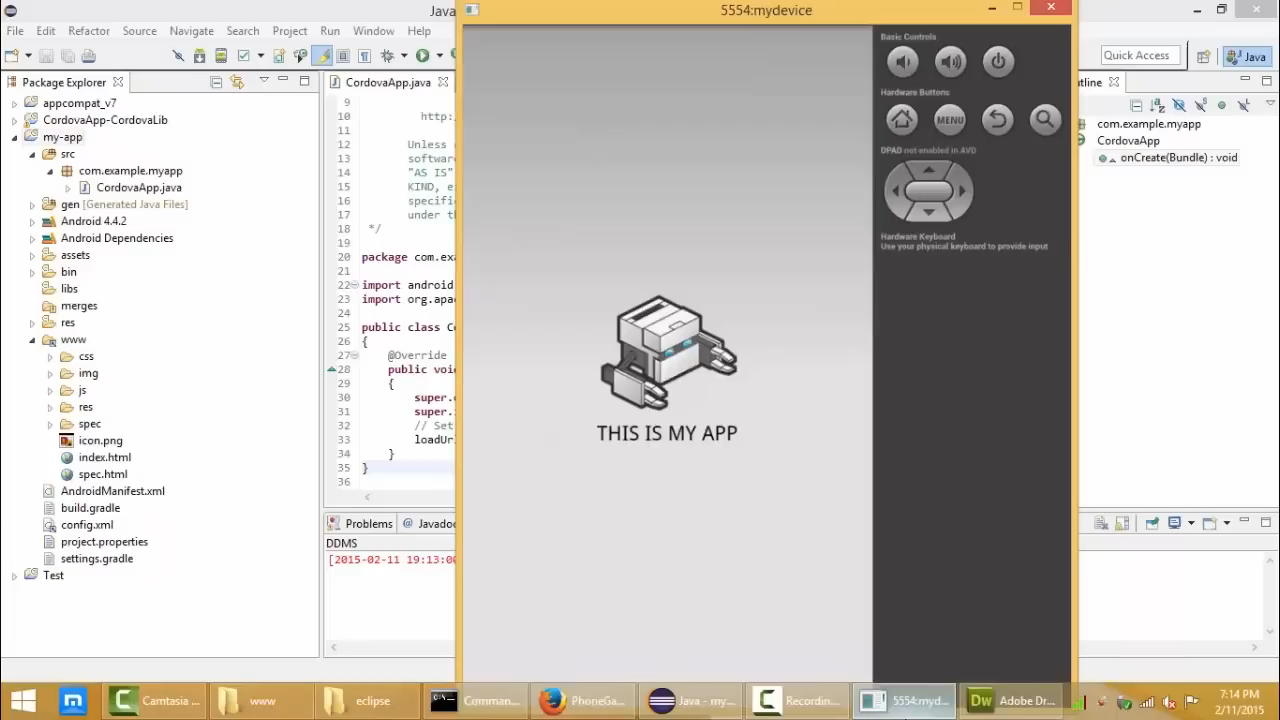 Java
5554:mydevice
File Edit Refactor Source Navigate Search Project Run Window Help
Quick Access
Java
Package Explorer
CordovaApp.java
tline
appcompat_v7
CordovaApp-CordovaLib
my-app
src
com.example.myapp
CordovaApp.java
gen [Generated Java Files]
Android 4.4.2
Android Dependencies
assets
bin
libs
merges
res
www
css
img
js
res
spec
icon.png
index.html
spec.html
AndroidManifest.xml
build.gradle
config.xml
project.properties
settings.gradle
Test
9
10 http:/
11
12 Unless
13 softwar
14 "AS IS"
15 KIND, e
16 specifi
17 under th
18 */
19
20 package com.exa
21
22 import android
23 import org.apac
24
25 public class Co
26 {
27 @Override
28 public voi
29 {
30 super.
31 super.
32 // Set
33 loadUr
34 }
35 }
36
Problems @ Javado
DDMS
[2015-02-11 19:13:00
THIS IS MY APP
Basic Controls
Hardware Buttons
MENU
DPAD not enabled in AVD
Hardware Keyboard
Use your physical keyboard to provide input
com.example.myapp
CordovaApp
onCreate(Bundle) : void
Camtasia ...
www
eclipse
Comman...
PhoneGa...
Java - my...
Recordin...
5554:myd...
Adobe Dr...
7:14 PM
2/11/2015